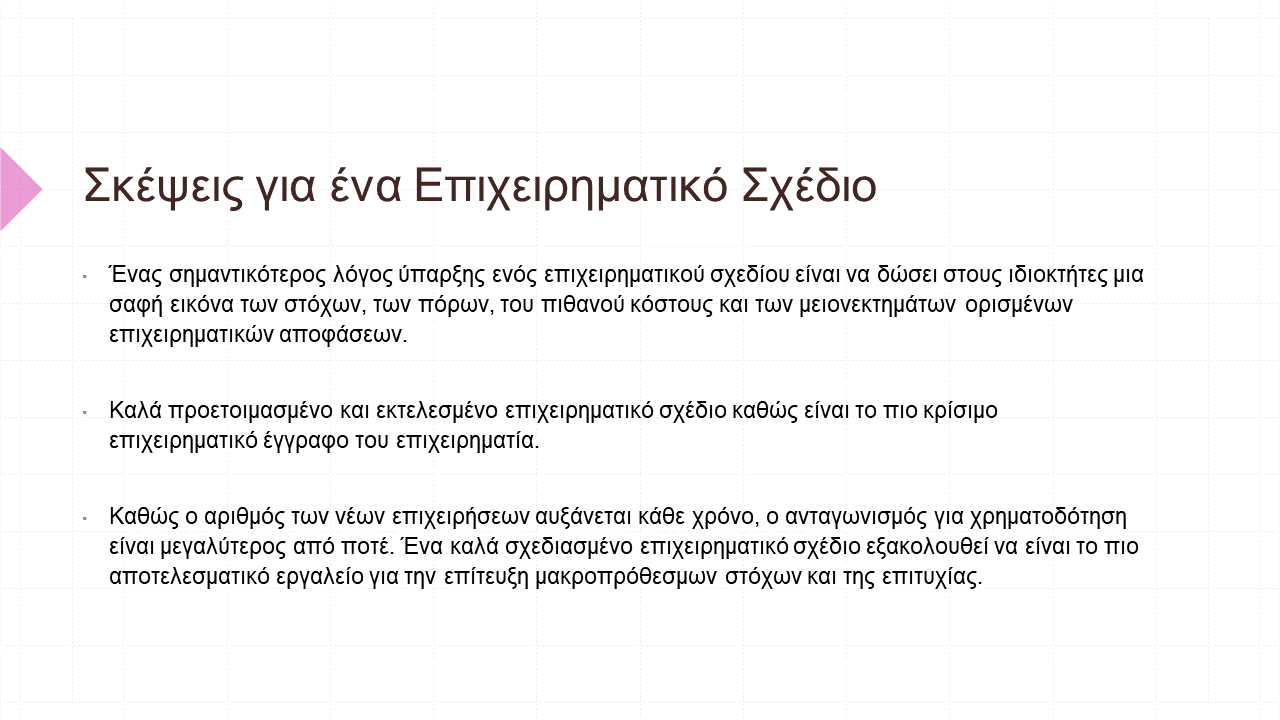 Σκέψεις για ένα Επιχειρηματικό Σχέδιο
Ένας σημαντικότερος λόγος ύπαρξης ενός επιχειρηματικού σχεδίου είναι να δώσει στους ιδιοκτήτες μια
σαφή εικόνα των στόχων, των πόρων, του πιθανού κόστους και των μειονεκτημάτων ορισμένων
επιχειρηματικών αποφάσεων.
Καλά προετοιμασμένο και εκτελεσμένο επιχειρηματικό σχέδιο καθώς είναι το πιο κρίσιμο
επιχειρηματικό έγγραφο του επιχειρηματία.
Καθώς ο αριθμός των νέων επιχειρήσεων αυξάνεται κάθε χρόνο, ο ανταγωνισμός για χρηματοδότηση
είναι μεγαλύτερος από ποτέ. Ένα καλά σχεδιασμένο επιχειρηματικό σχέδιο εξακολουθεί να είναι το πιο
αποτελεσματικό εργαλείο για την επίτευξη μακροπρόθεσμων στόχων και της επιτυχίας.